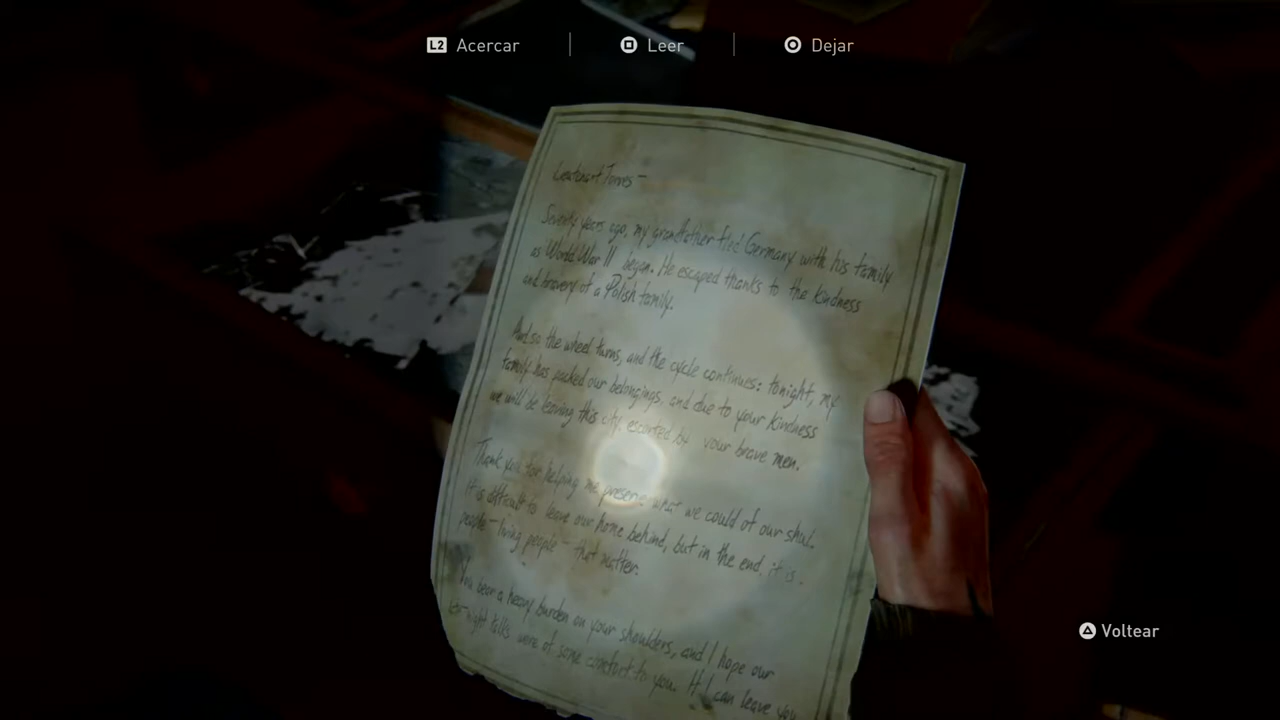 L2 Acercar
Leer
Dejar
Lieutenant Torres —
Seventy years ago, my grandfather fled Germany with his family
as World War II began. He escaped thanks to the kindness
and bravery of a Polish family.
And so the wheel turns, and the cycle continues: tonight, my
family has packed our belongings, and due to your kindness
we will be leaving this city, escorted by your brave men.
Thank you for helping me preserve what we could of our shul.
It is difficult to leave our home behind, but in the end, it is
people — living people — that matter.
You bear a heavy burden on your shoulders, and I hope our
night talks were of some comfort to you. If I can leave you
Voltear